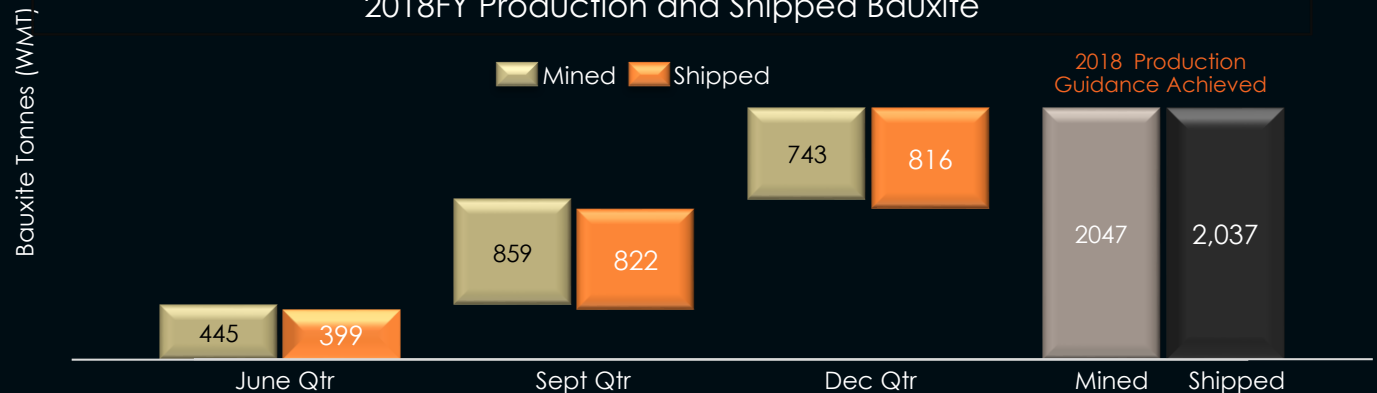 2018FY Production and Shipped Bauxite
Bauxite Tonnes (WMT)
Mined Shipped
2018 Production
Guidance Achieved
743 816
859 822
2047 2,037
445 399
June Qtr Sept Qtr Dec Qtr Mined Shipped